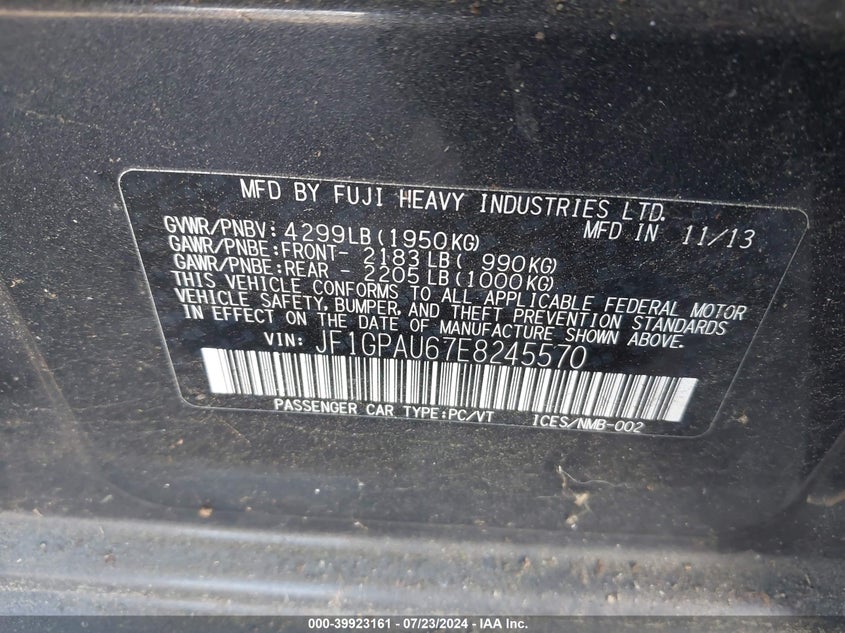 MFD BY FUJI HEAVY INDUSTRIES LTD.
MFD IN 11/13
GVWR/PNBV: 4299LB(1950KG)
GAWR/PNBE:FRONT- 2183LB( 990KG)
GAWR/PNBE:REAR - 2205LB(1000KG)
THIS VEHICLE CONFORMS TO ALL APPLICABLE FEDERAL MOTOR
VEHICLE SAFETY, BUMPER, AND THEFT PREVENTION STANDARDS
IN EFFECT ON THE DATE OF MANUFACTURE SHOWN ABOVE.
VIN: JF1GPAU67E8245570
PASSENGER CAR TYPE:PC/VT ICES/NMB-002
000-39923161 - 07/23/2024 - IAA Inc.